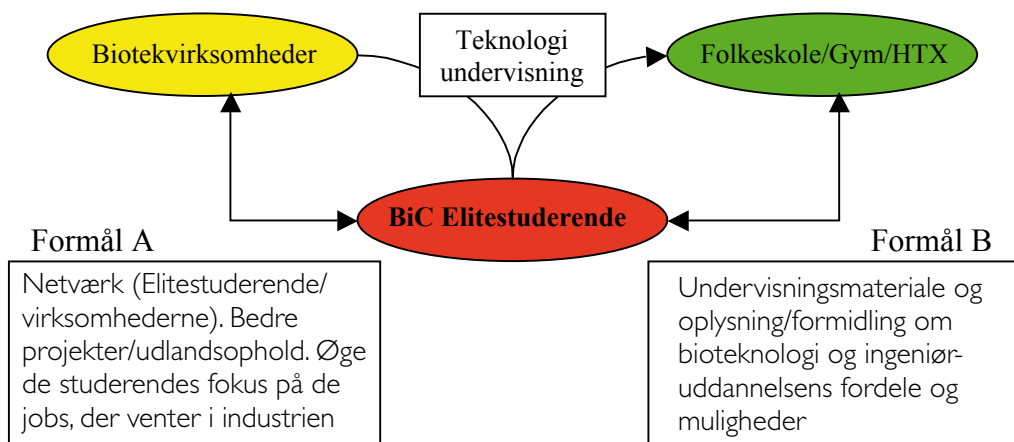 Biotekvirksomheder
Teknologi
undervisning
Folkeskole/Gym/HTX
BiC Elitestuderende
Formål A
Netværk (Elitestuderende/
virksomhederne). Bedre
projekter/udlandsophold. Øge
de studerendes fokus på de
jobs, der venter i industrien
Formål B
Undervisningsmateriale og
oplysning/formidling om
bioteknologi og ingeniør-
uddannelsens fordele og
muligheder